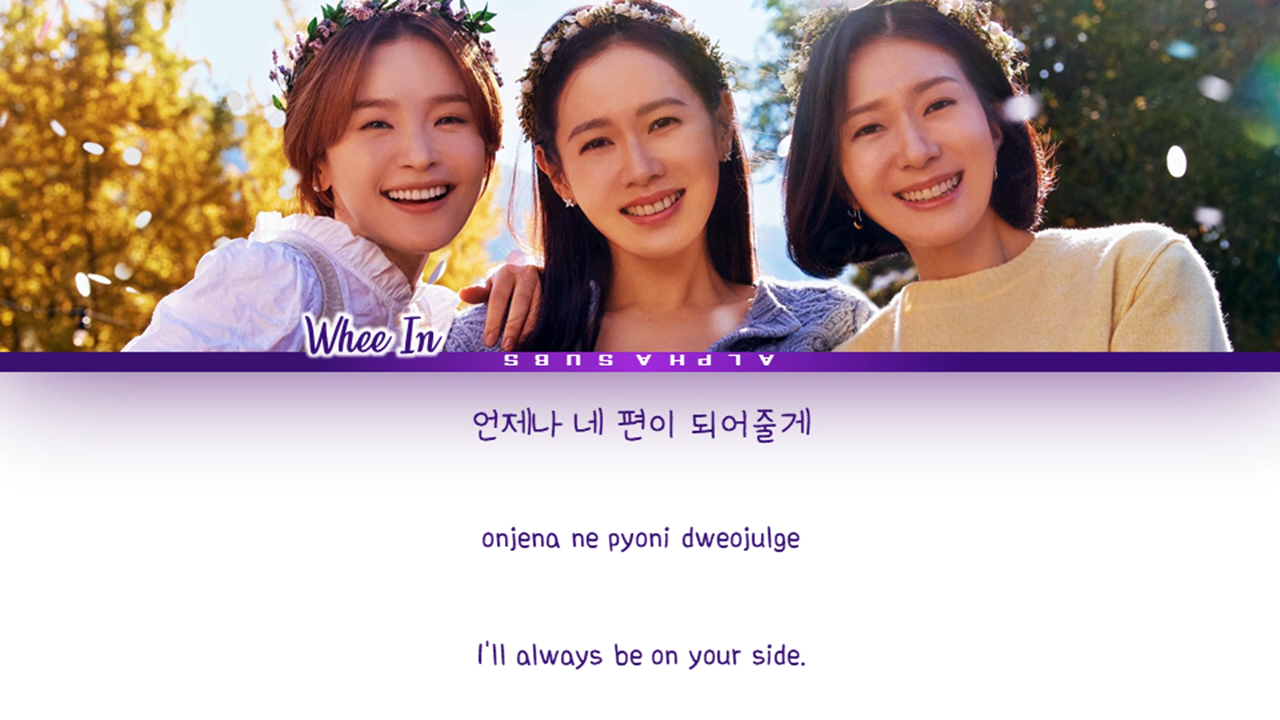 Whee In
ALPHASUBS
언제나 네 편이 되어줄게
onjena ne pyoni dweojulge
I'll always be on your side.